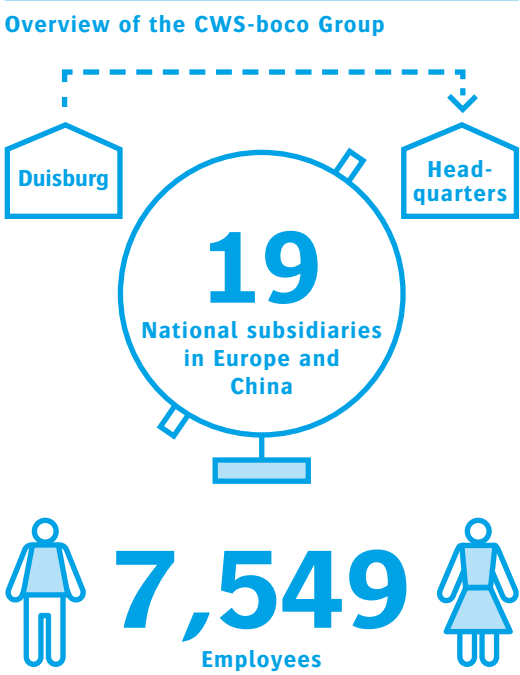 Overview of the CWS-boco Group
Duisburg
Head-
quarters
19
National subsidiaries
in Europe and
China
7,549
Employees